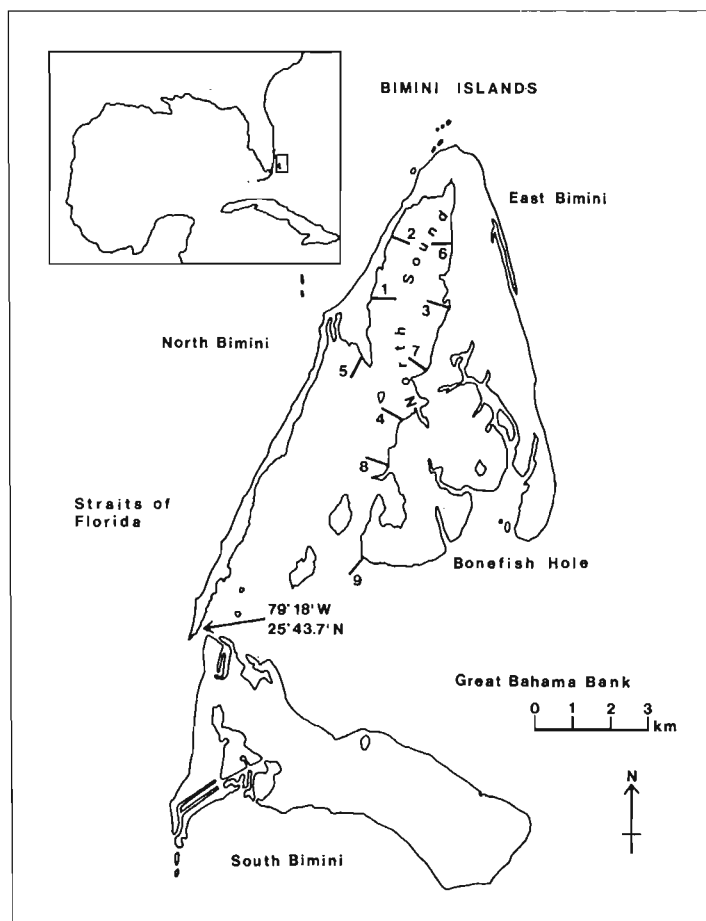 BIMINI ISLANDS
East Bimini
North Sound
2
6
1
3
North Bimini
7
5
4
8
Straits of
Florida
Bonefish Hole
9
79° 18' W
25° 43.7' N
Great Bahama Bank
0 1 2 3
km
N
South Bimini